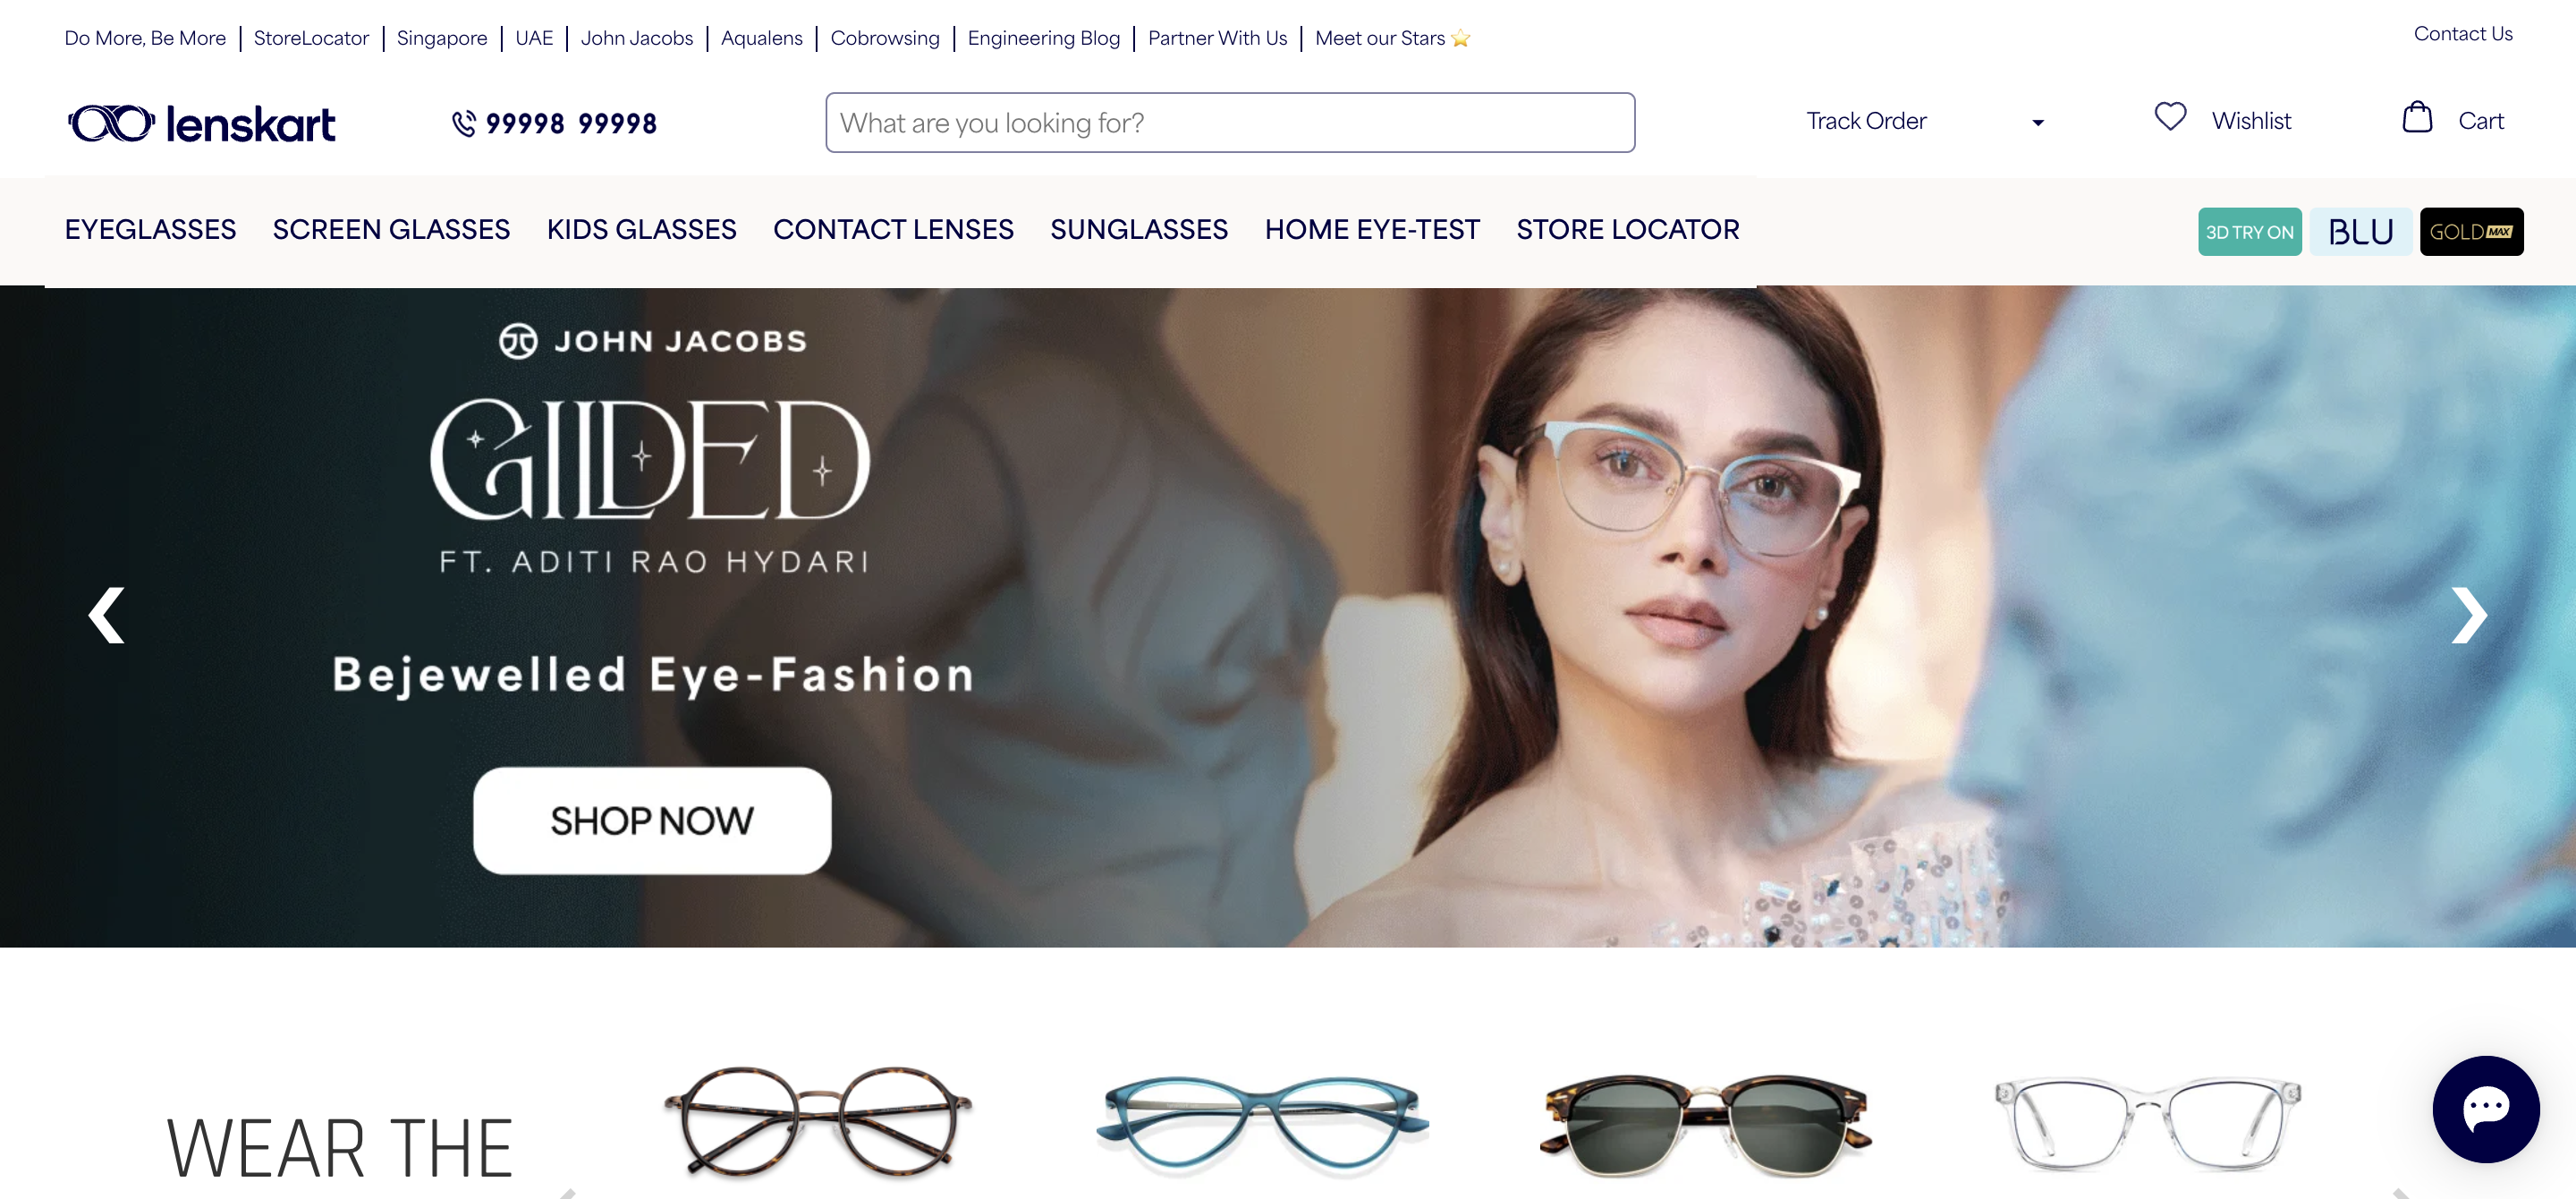 Do More, Be More | StoreLocator | Singapore | UAE | John Jacobs | Aqualens | Cobrowsing | Engineering Blog | Partner With Us | Meet our Stars ⭐
Contact Us
lenskart
99998 99998
What are you looking for?
Track Order
Wishlist
Cart
EYEGLASSES SCREEN GLASSES KIDS GLASSES CONTACT LENSES SUNGLASSES HOME EYE-TEST STORE LOCATOR
3D TRY ON
BLU
GOLD MAX
JOHN JACOBS
GILDED
FT. ADITI RAO HYDARI
Bejewelled Eye-Fashion
SHOP NOW
WEAR THE